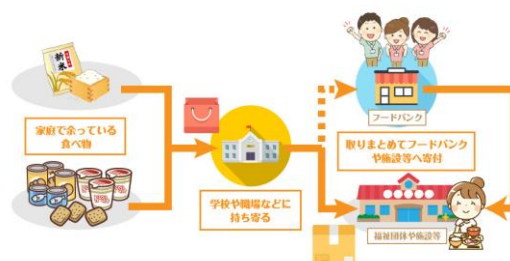 新米
家庭で余っている
食べ物
学校や職場などに
持ち寄る
フードバンク
取りまとめてフードバンク
や施設等へ寄付
福祉団体や施設等